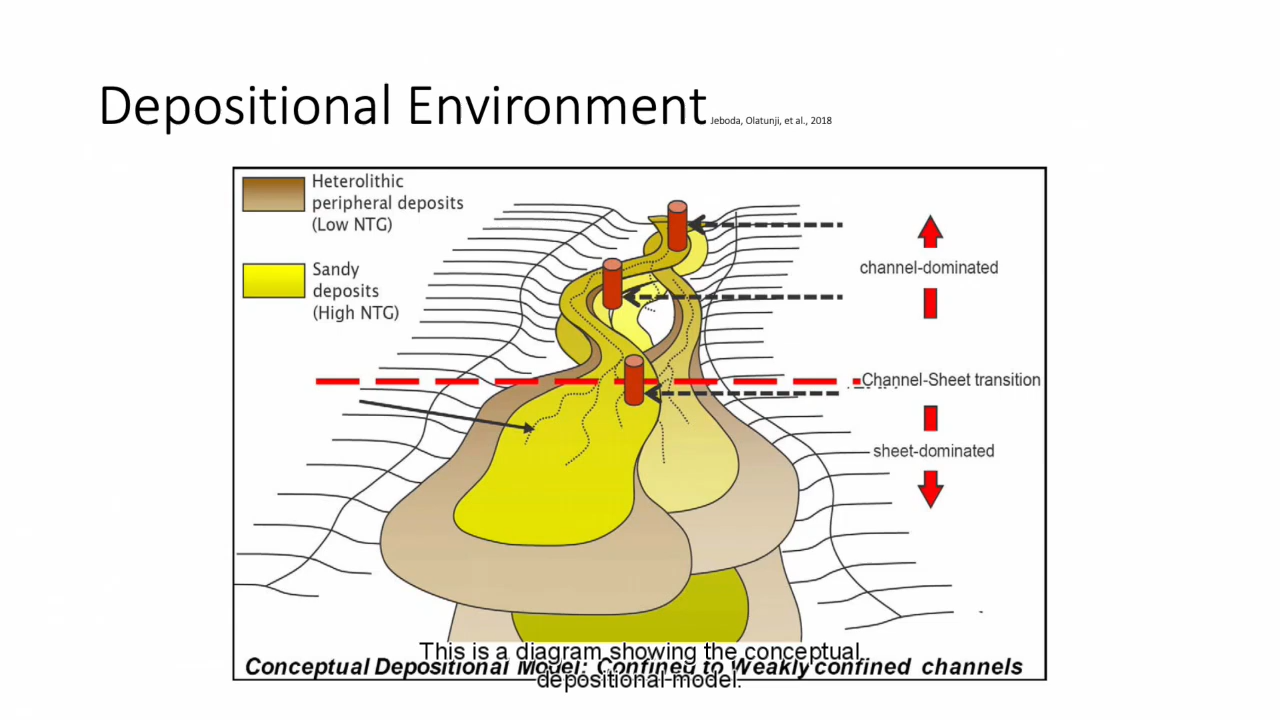 Depositional Environment Jeboda, Olatunji, et al., 2018
Heterolithic
peripheral deposits
(Low NTG)
Sandy
deposits
(High NTG)
channel-dominated
Channel-Sheet transition
sheet-dominated
This is a diagram showing the conceptual
depositional model.
Conceptual Depositional Model: Confined to Weakly confined channels